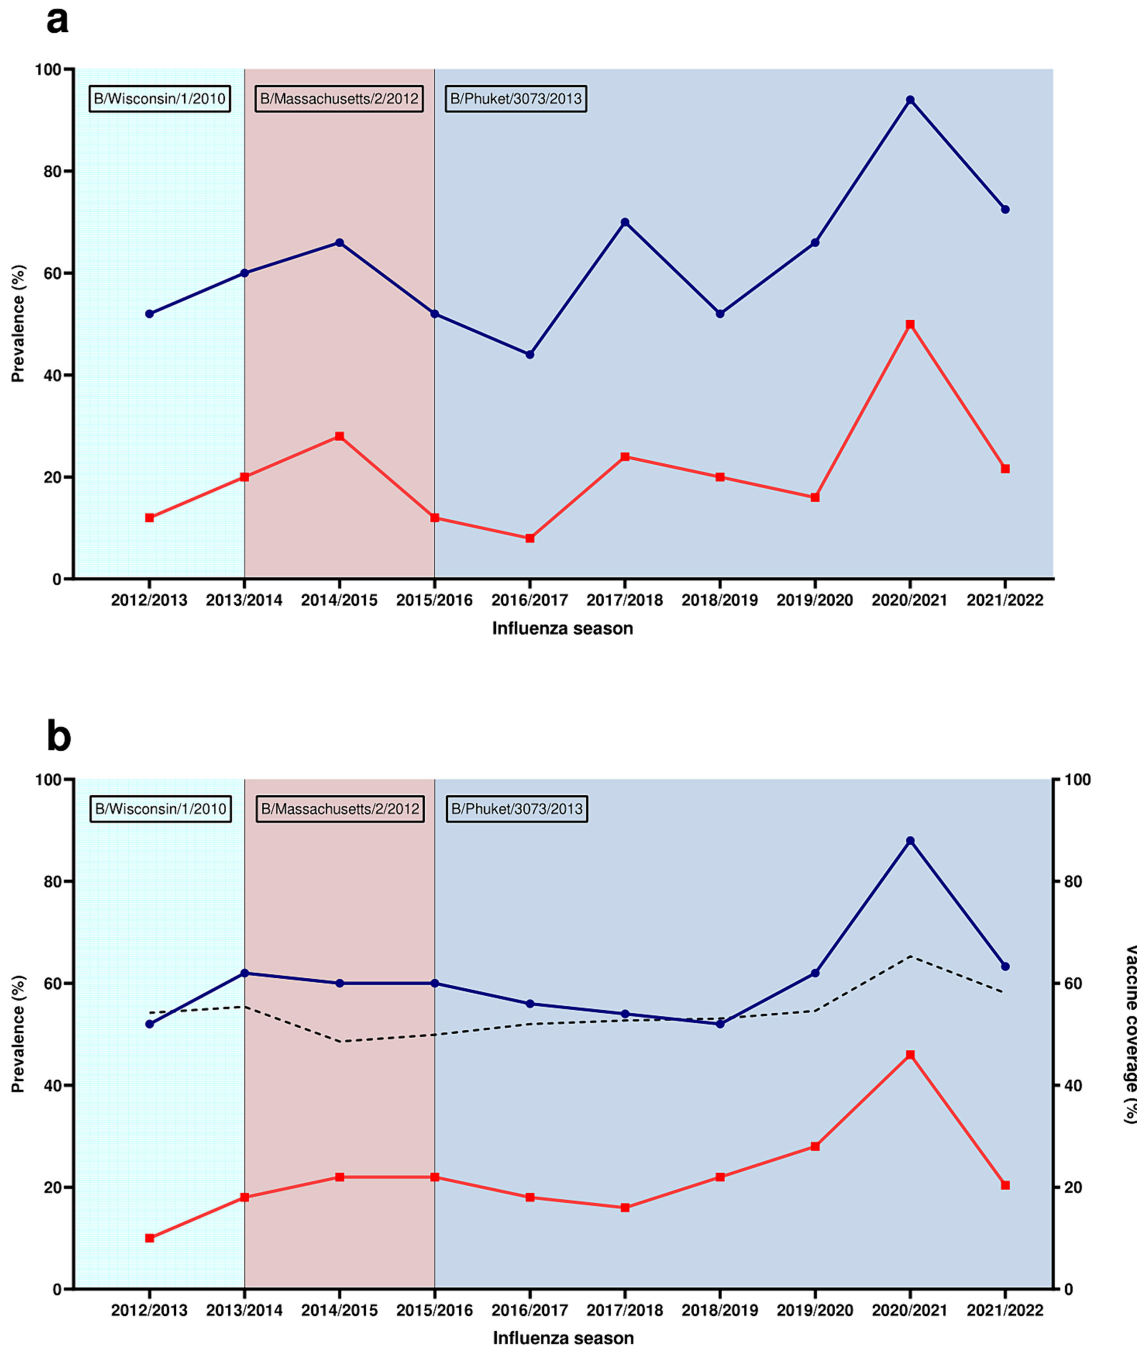 a
B/Wisconsin/1/2010
B/Massachusetts/2/2012
B/Phuket/3073/2013
100
80
60
40
20
0
Prevalence (%)
2012/2013 2013/2014 2014/2015 2015/2016 2016/2017 2017/2018 2018/2019 2019/2020 2020/2021 2021/2022
Influenza season
b
B/Wisconsin/1/2010
B/Massachusetts/2/2012
B/Phuket/3073/2013
100
80
60
40
20
0
Prevalence (%)
100
80
60
40
20
0
Vaccine coverage (%)
2012/2013 2013/2014 2014/2015 2015/2016 2016/2017 2017/2018 2018/2019 2019/2020 2020/2021 2021/2022
Influenza season